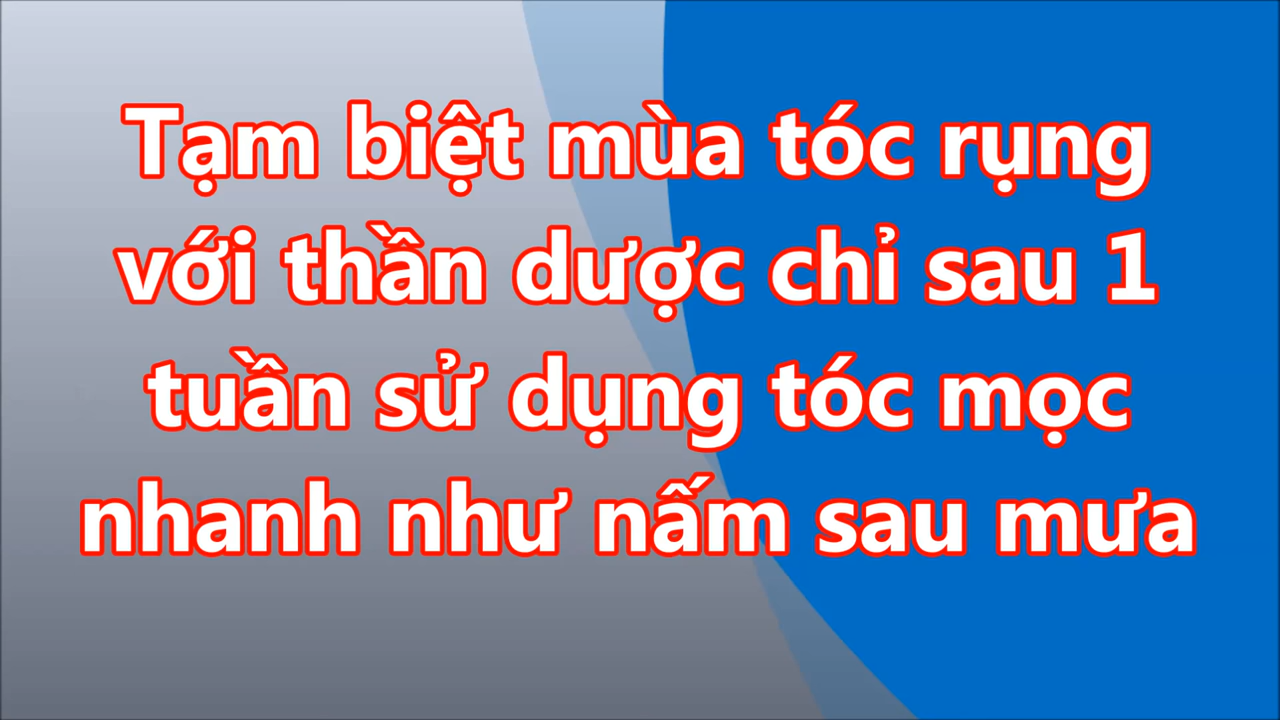 Tạm biệt mùa tóc rụng
với thần dược chỉ sau 1
tuần sử dụng tóc mọc
nhanh như nấm sau mưa